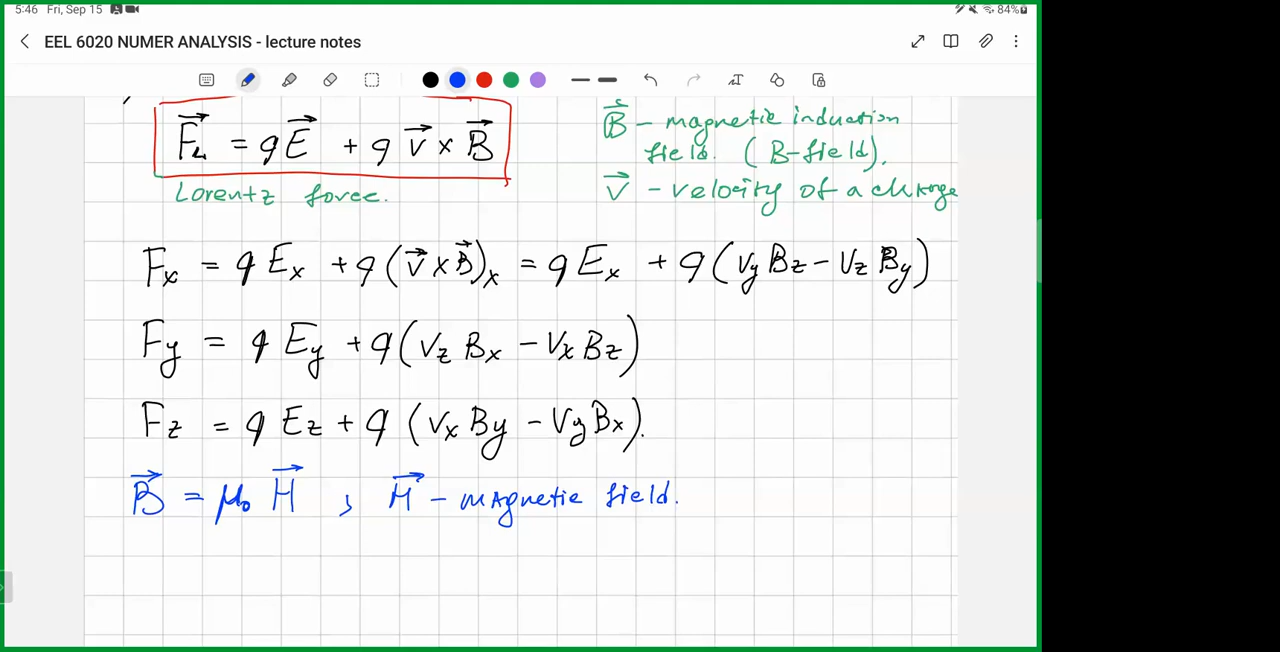 5:46 Fri, Sep 15
84%
EEL 6020 NUMER ANALYSIS - lecture notes
F⃗ₗ = qE⃗ + q v⃗ × B⃗
Lorentz force.
B⃗ - magnetic induction
field. (B-field).
v⃗ - velocity of a charge
Fx = q Ex + q(v⃗ × B⃗)x = q Ex + q(vy Bz - vz By)
Fy = q Ey + q(vz Bx - vx Bz)
Fz = q Ez + q (vx By - vy Bx).
B⃗ = μ₀ H⃗ ; H⃗ - magnetic field.